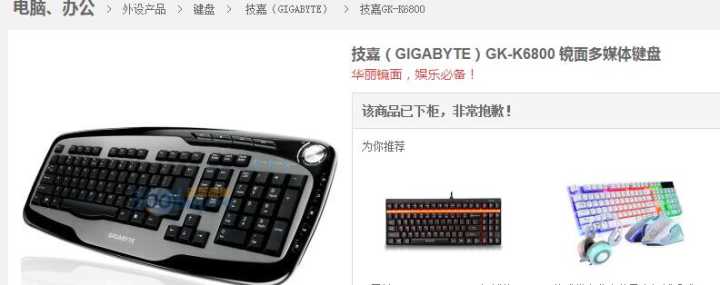 电脑、办公 > 外设产品 > 键盘 > 技嘉（GIGABYTE） > 技嘉GK-K6800
技嘉（GIGABYTE）GK-K6800 镜面多媒体键盘
华丽镜面，娱乐必备！
该商品已下柜，非常抱歉！
为你推荐
GIGABYTE